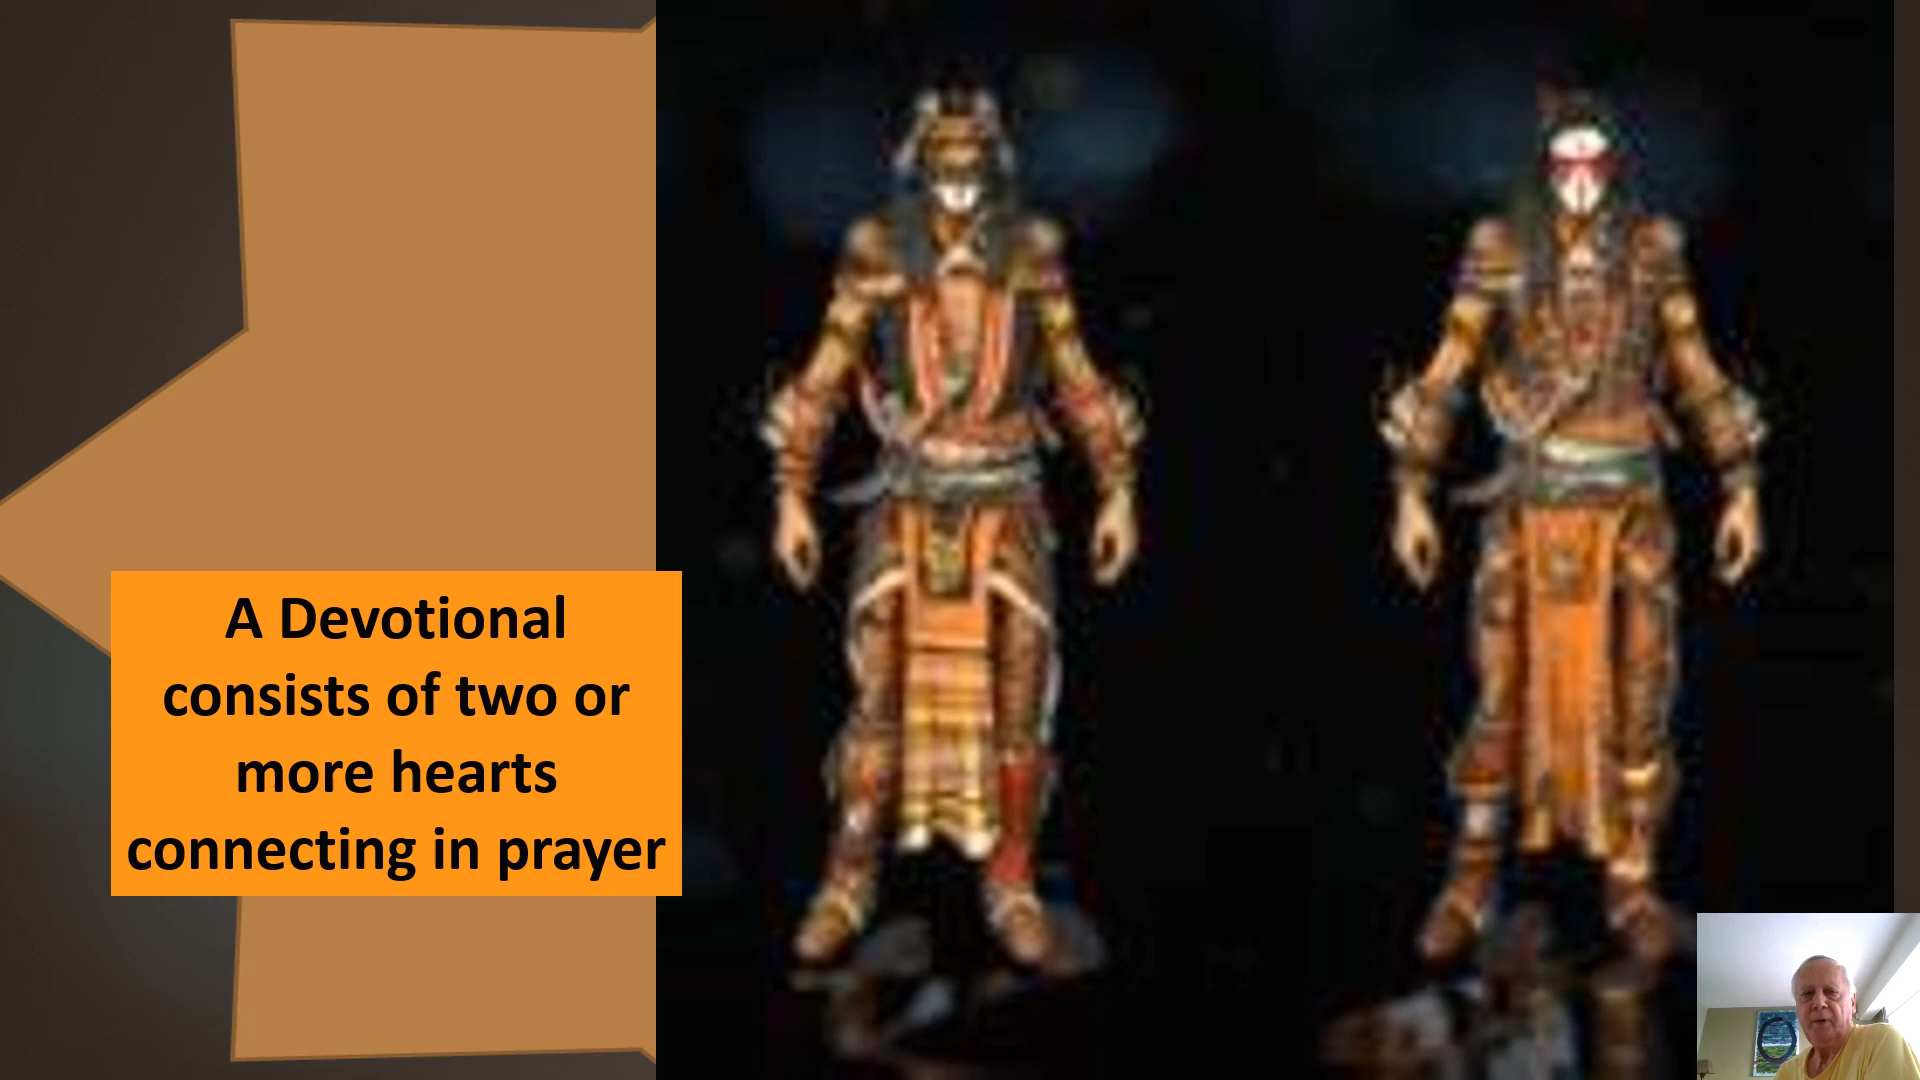 A Devotional
consists of two or
more hearts
connecting in prayer